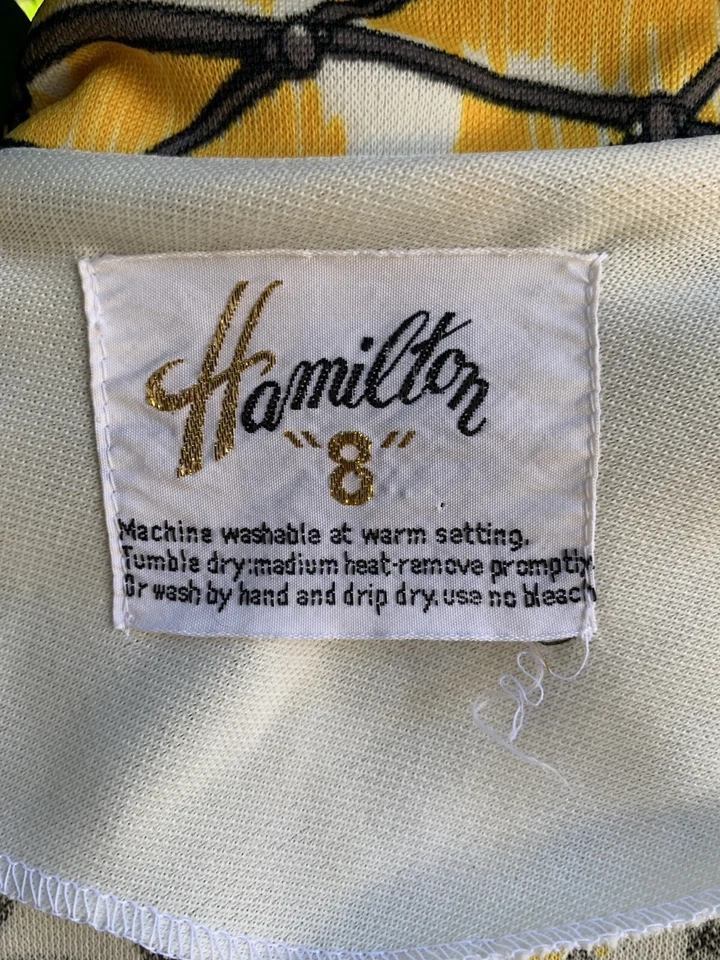 Hamilton
"8"
Machine washable at warm setting.
Tumble dry:madium heat-remove promptly
Or wash by hand and drip dry.use no bleach